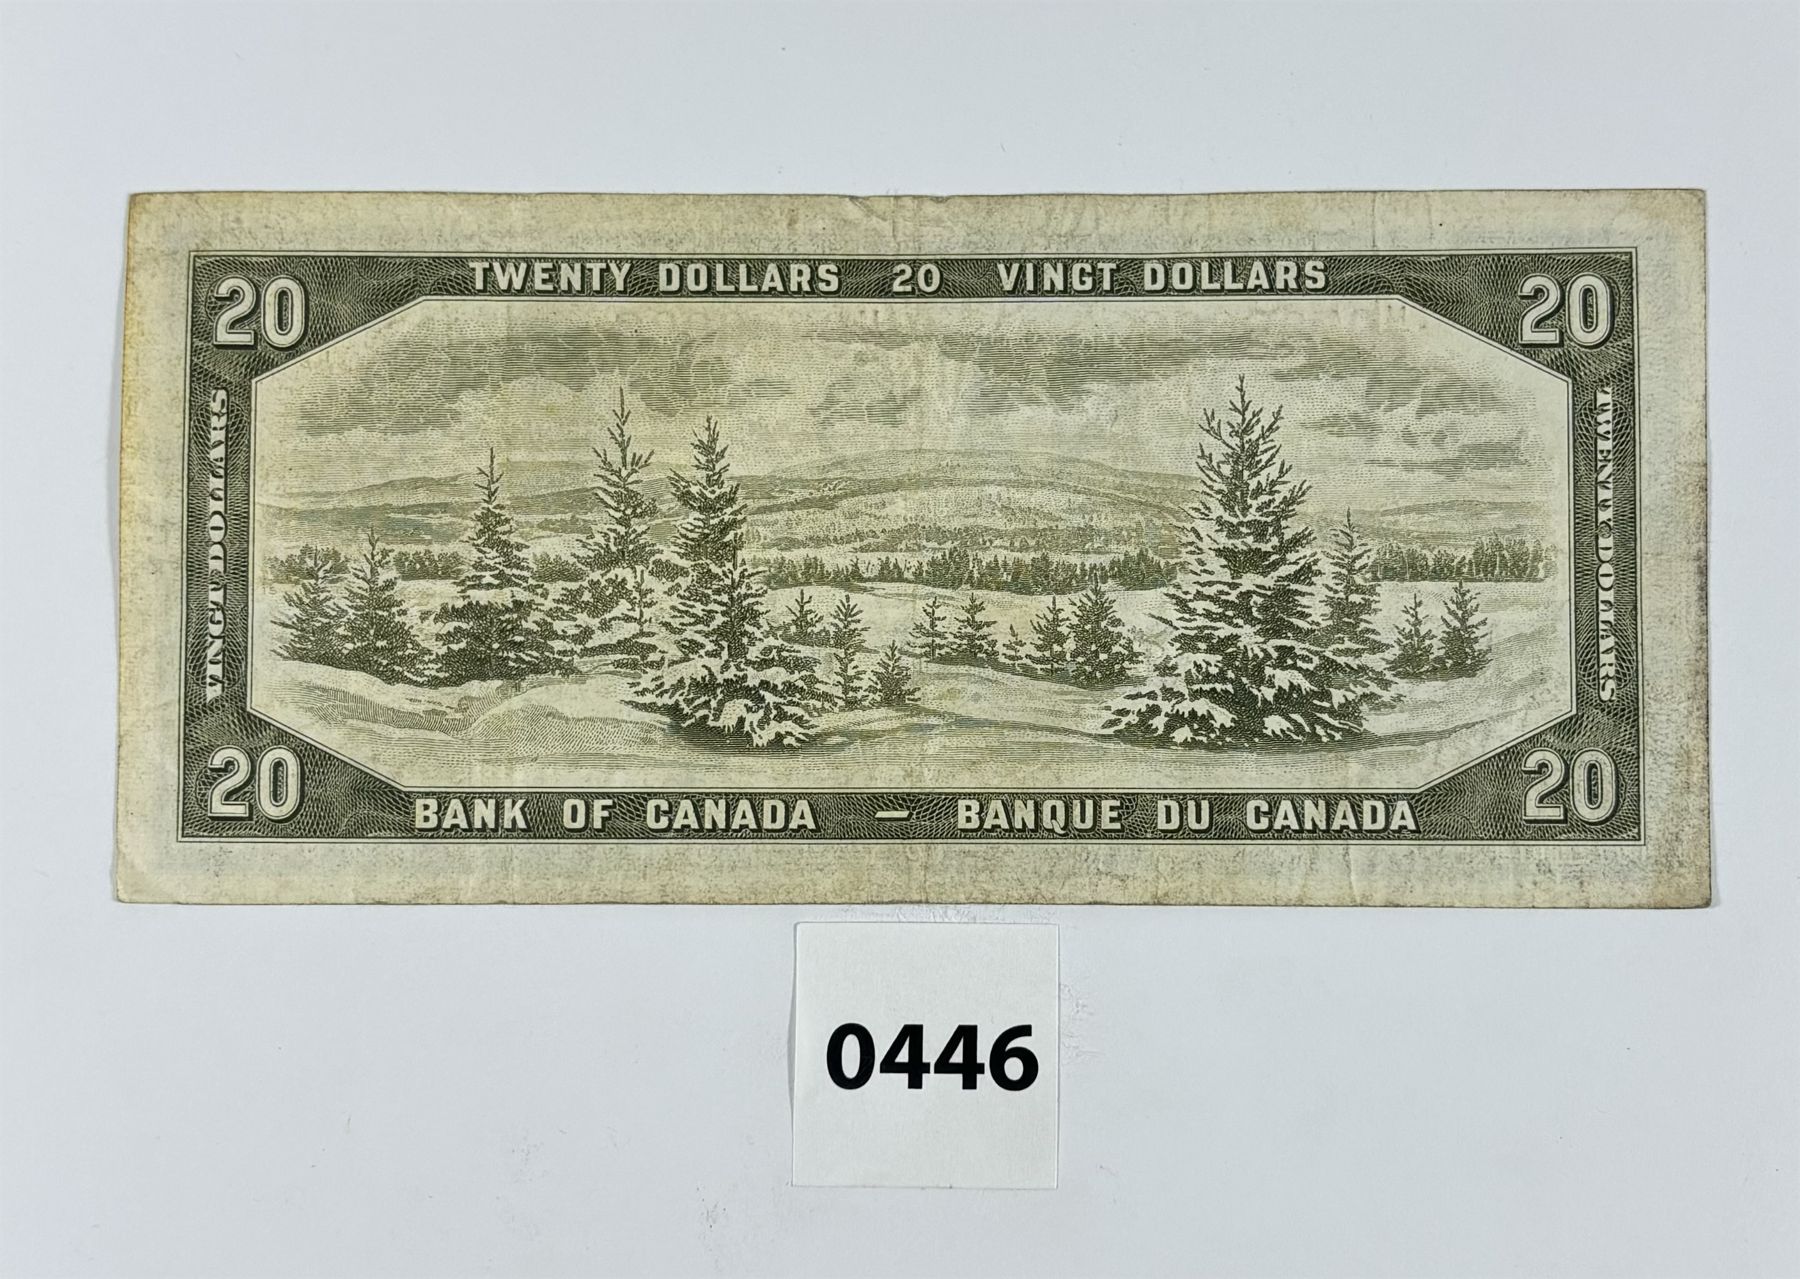 TWENTY DOLLARS 20 VINGT DOLLARS
20
20
VINGT DOLLARS
TWENTY DOLLARS
20
20
BANK OF CANADA — BANQUE DU CANADA
0446